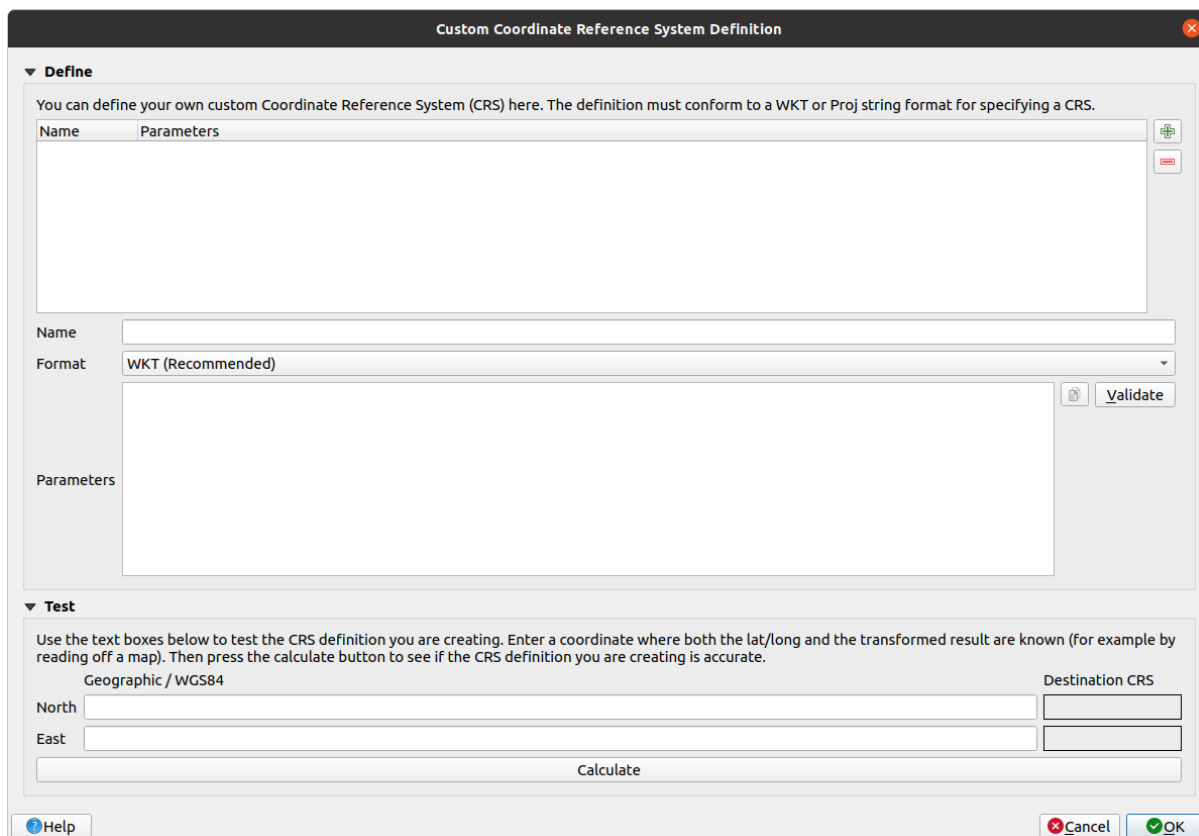 Custom Coordinate Reference System Definition
Define
You can define your own custom Coordinate Reference System (CRS) here. The definition must conform to a WKT or Proj string format for specifying a CRS.
Name Parameters
Name
Format WKT (Recommended)
Validate
Parameters
Test
Use the text boxes below to test the CRS definition you are creating. Enter a coordinate where both the lat/long and the transformed result are known (for example by
reading off a map). Then press the calculate button to see if the CRS definition you are creating is accurate.
Geographic / WGS84 Destination CRS
North
East
Calculate
Help Cancel OK